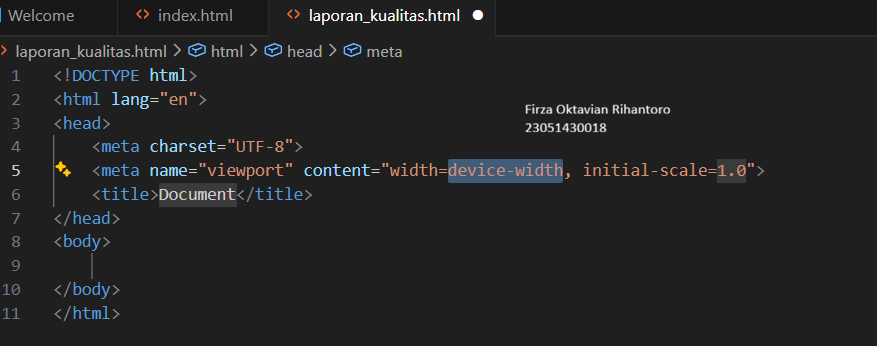 Welcome
index.html
laporan_kualitas.html
laporan_kualitas.html > html > head > meta
1 <!DOCTYPE html>
2 <html lang="en">
Firza Oktavian Rihantoro
23051430018
3 <head>
4 <meta charset="UTF-8">
5 <meta name="viewport" content="width=device-width, initial-scale=1.0">
6 <title>Document</title>
7 </head>
8 <body>
9
10 </body>
11 </html>